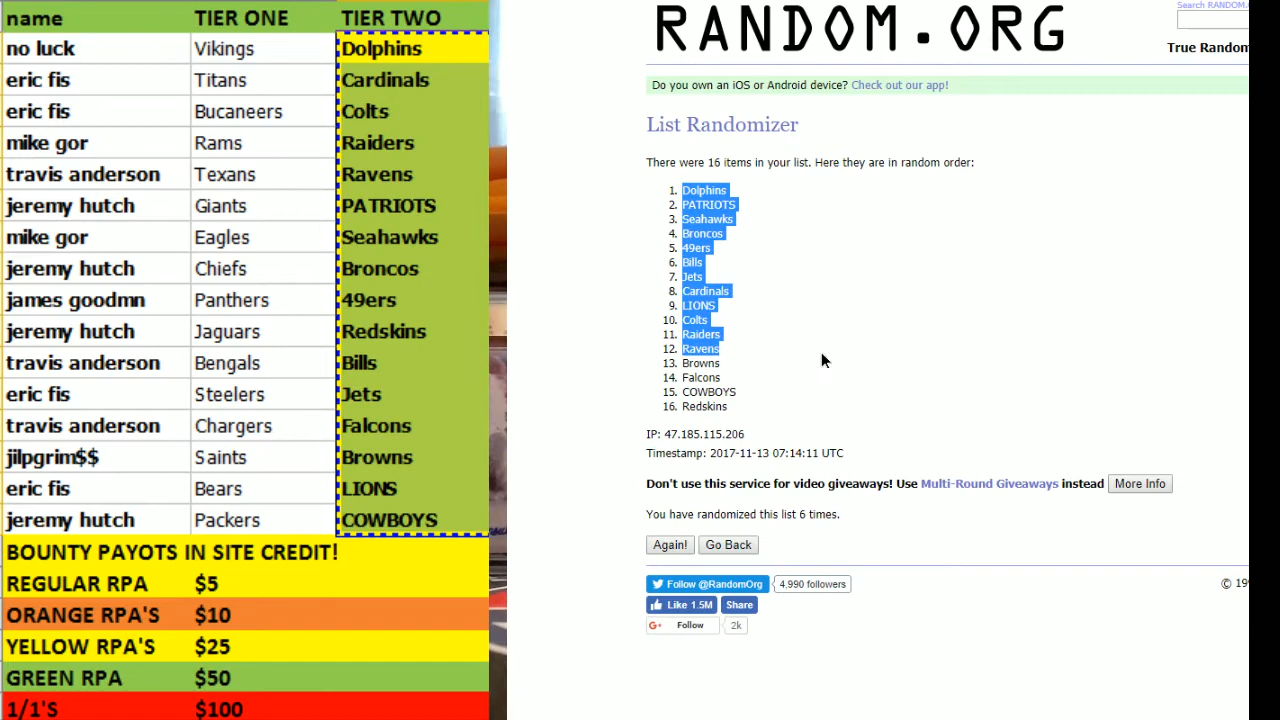 name TIER ONE TIER TWO
no luck Vikings Dolphins
eric fis Titans Cardinals
eric fis Bucaneers Colts
mike gor Rams Raiders
travis anderson Texans Ravens
jeremy hutch Giants PATRIOTS
mike gor Eagles Seahawks
jeremy hutch Chiefs Broncos
james goodmn Panthers 49ers
jeremy hutch Jaguars Redskins
travis anderson Bengals Bills
eric fis Steelers Jets
travis anderson Chargers Falcons
jilpgrim$$ Saints Browns
eric fis Bears LIONS
jeremy hutch Packers COWBOYS
BOUNTY PAYOTS IN SITE CREDIT!
REGULAR RPA $5
ORANGE RPA'S $10
YELLOW RPA'S $25
GREEN RPA $50
1/1'S $100
RANDOM.ORG
Search RANDOM.
True Random
Do you own an iOS or Android device? Check out our app!
List Randomizer
There were 16 items in your list. Here they are in random order:
1. Dolphins
2. PATRIOTS
3. Seahawks
4. Broncos
5. 49ers
6. Bills
7. Jets
8. Cardinals
9. LIONS
10. Colts
11. Raiders
12. Ravens
13. Browns
14. Falcons
15. COWBOYS
16. Redskins
IP: 47.185.115.206
Timestamp: 2017-11-13 07:14:11 UTC
Don't use this service for video giveaways! Use Multi-Round Giveaways instead More Info
You have randomized this list 6 times.
Again! Go Back
Follow @RandomOrg 4,990 followers
© 199
Like 1.5M Share
G+ Follow 2k